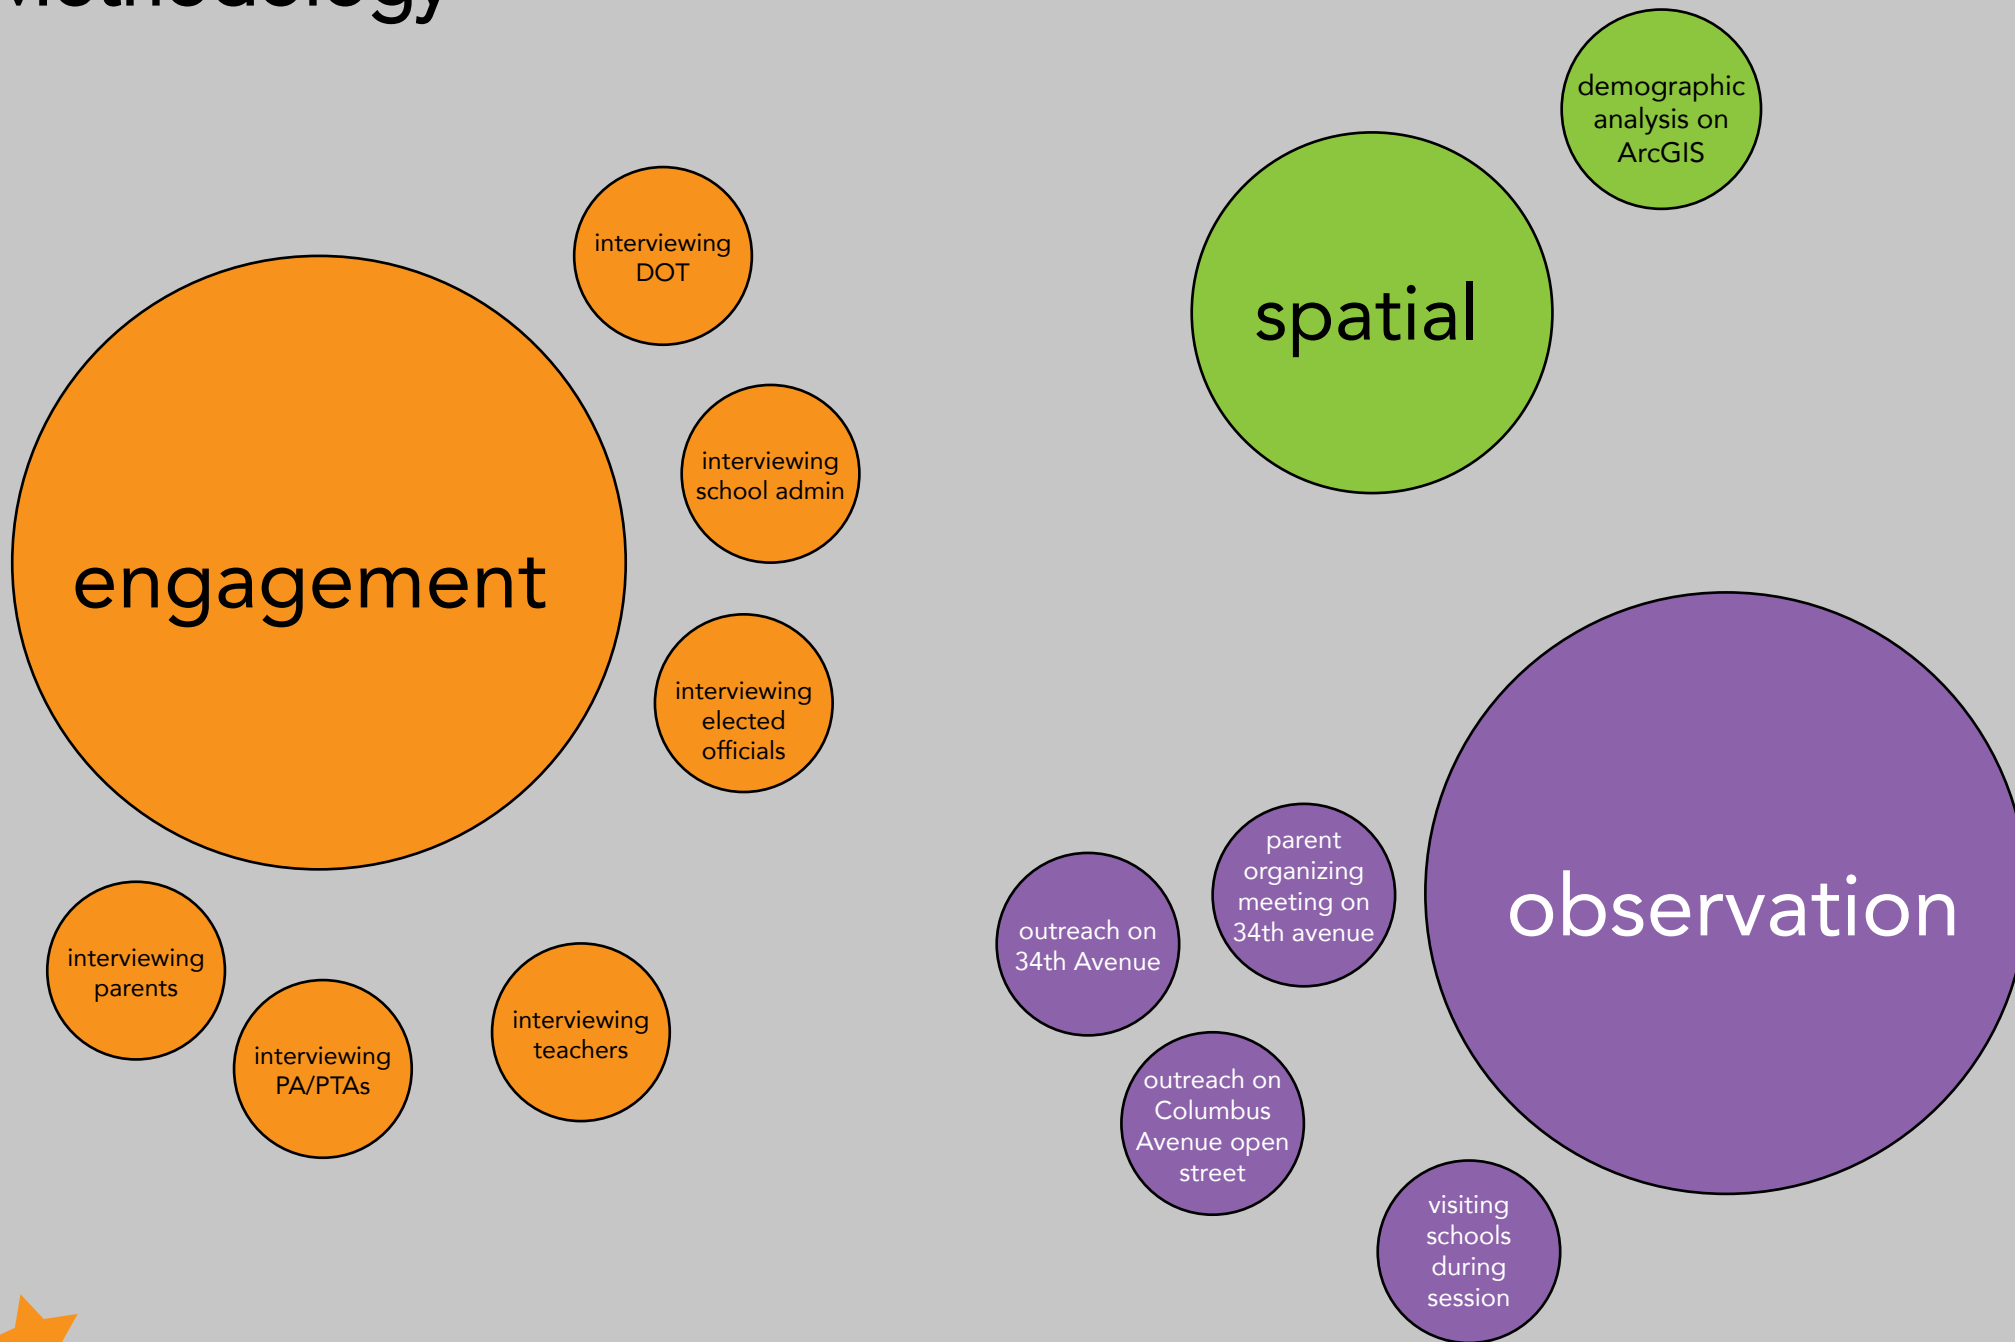 Methodology
demographic
analysis on
ArcGIS
interviewing
DOT
spatial
interviewing
school admin
engagement
interviewing
elected
officials
parent
organizing
meeting on
34th avenue
observation
outreach on
34th Avenue
interviewing
parents
interviewing
PA/PTAs
interviewing
teachers
outreach on
Columbus
Avenue open
street
visiting
schools
during
session